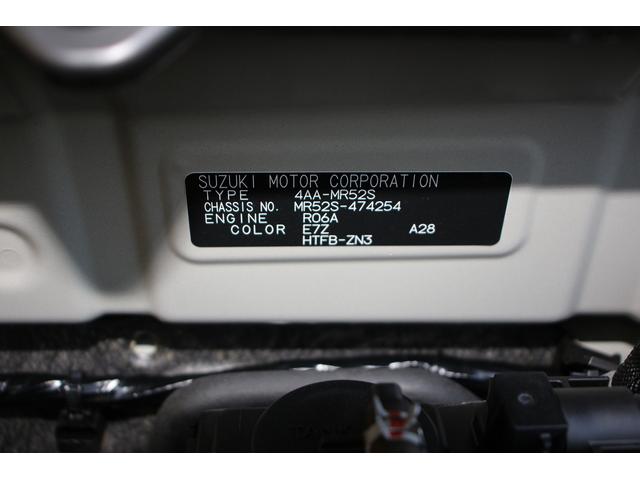 SUZUKI MOTOR CORPORATION
TYPE 4AA-MR52S
CHASSIS NO. MR52S-474254
ENGINE R06A
COLOR E7Z A28
HTFB-ZN3